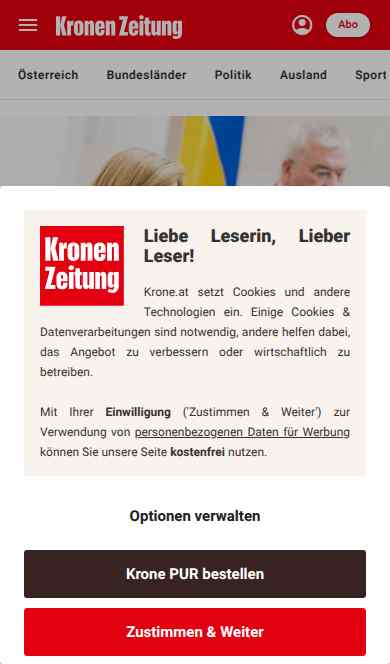 Kronen Zeitung
Abo
Österreich Bundesländer Politik Ausland Sport
Kronen
Zeitung
Liebe Leserin, Lieber
Leser!
Krone.at setzt Cookies und andere
Technologien ein. Einige Cookies &
Datenverarbeitungen sind notwendig, andere helfen dabei,
das Angebot zu verbessern oder wirtschaftlich zu
betreiben.
Mit Ihrer Einwilligung ('Zustimmen & Weiter') zur
Verwendung von personenbezogenen Daten für Werbung
können Sie unsere Seite kostenfrei nutzen.
Optionen verwalten
Krone PUR bestellen
Zustimmen & Weiter